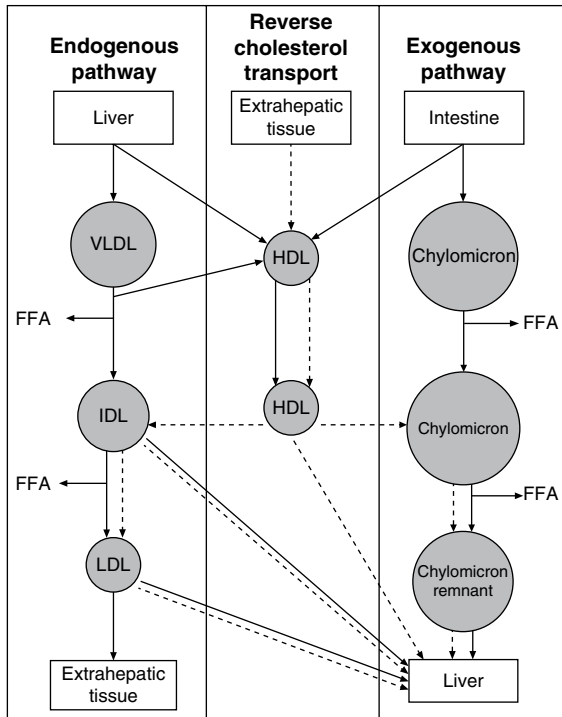 Endogenous
pathway
Reverse
cholesterol
transport
Exogenous
pathway
Liver
Extrahepatic
tissue
Intestine
VLDL
HDL
Chylomicron
FFA
FFA
IDL
HDL
Chylomicron
FFA
FFA
LDL
Chylomicron
remnant
Extrahepatic
tissue
Liver